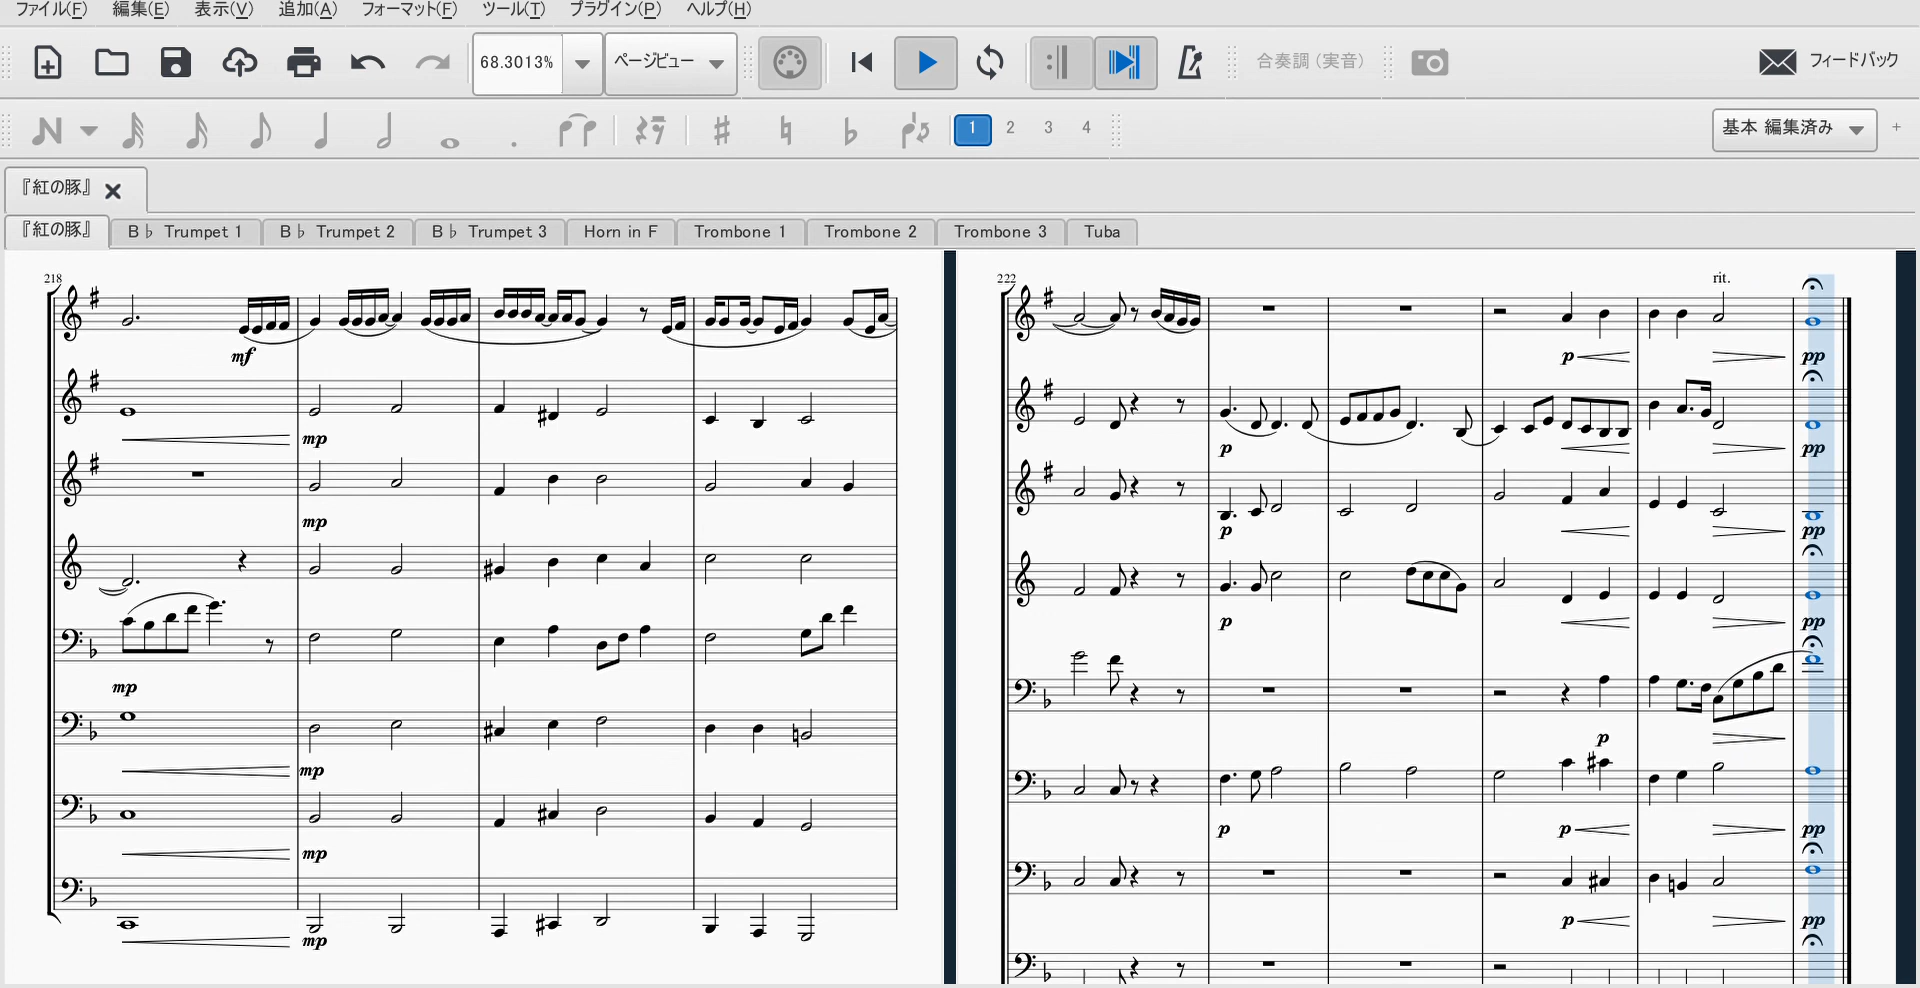 ファイル(F) 編集(E) 表示(V) 追加(A) フォーマット(F) ツール(T) プラグイン(P) ヘルプ(H)
68.3013% ページビュー 合奏調 (実音) フィードバック
1 2 3 4 基本 編集済み +
『紅の豚』
『紅の豚』 B♭ Trumpet 1 B♭ Trumpet 2 B♭ Trumpet 3 Horn in F Trombone 1 Trombone 2 Trombone 3 Tuba
218
mf
mp
mp
mp
mp
mp
mp
222 rit.
p pp
p pp
p pp
p pp
p
p p pp
p pp